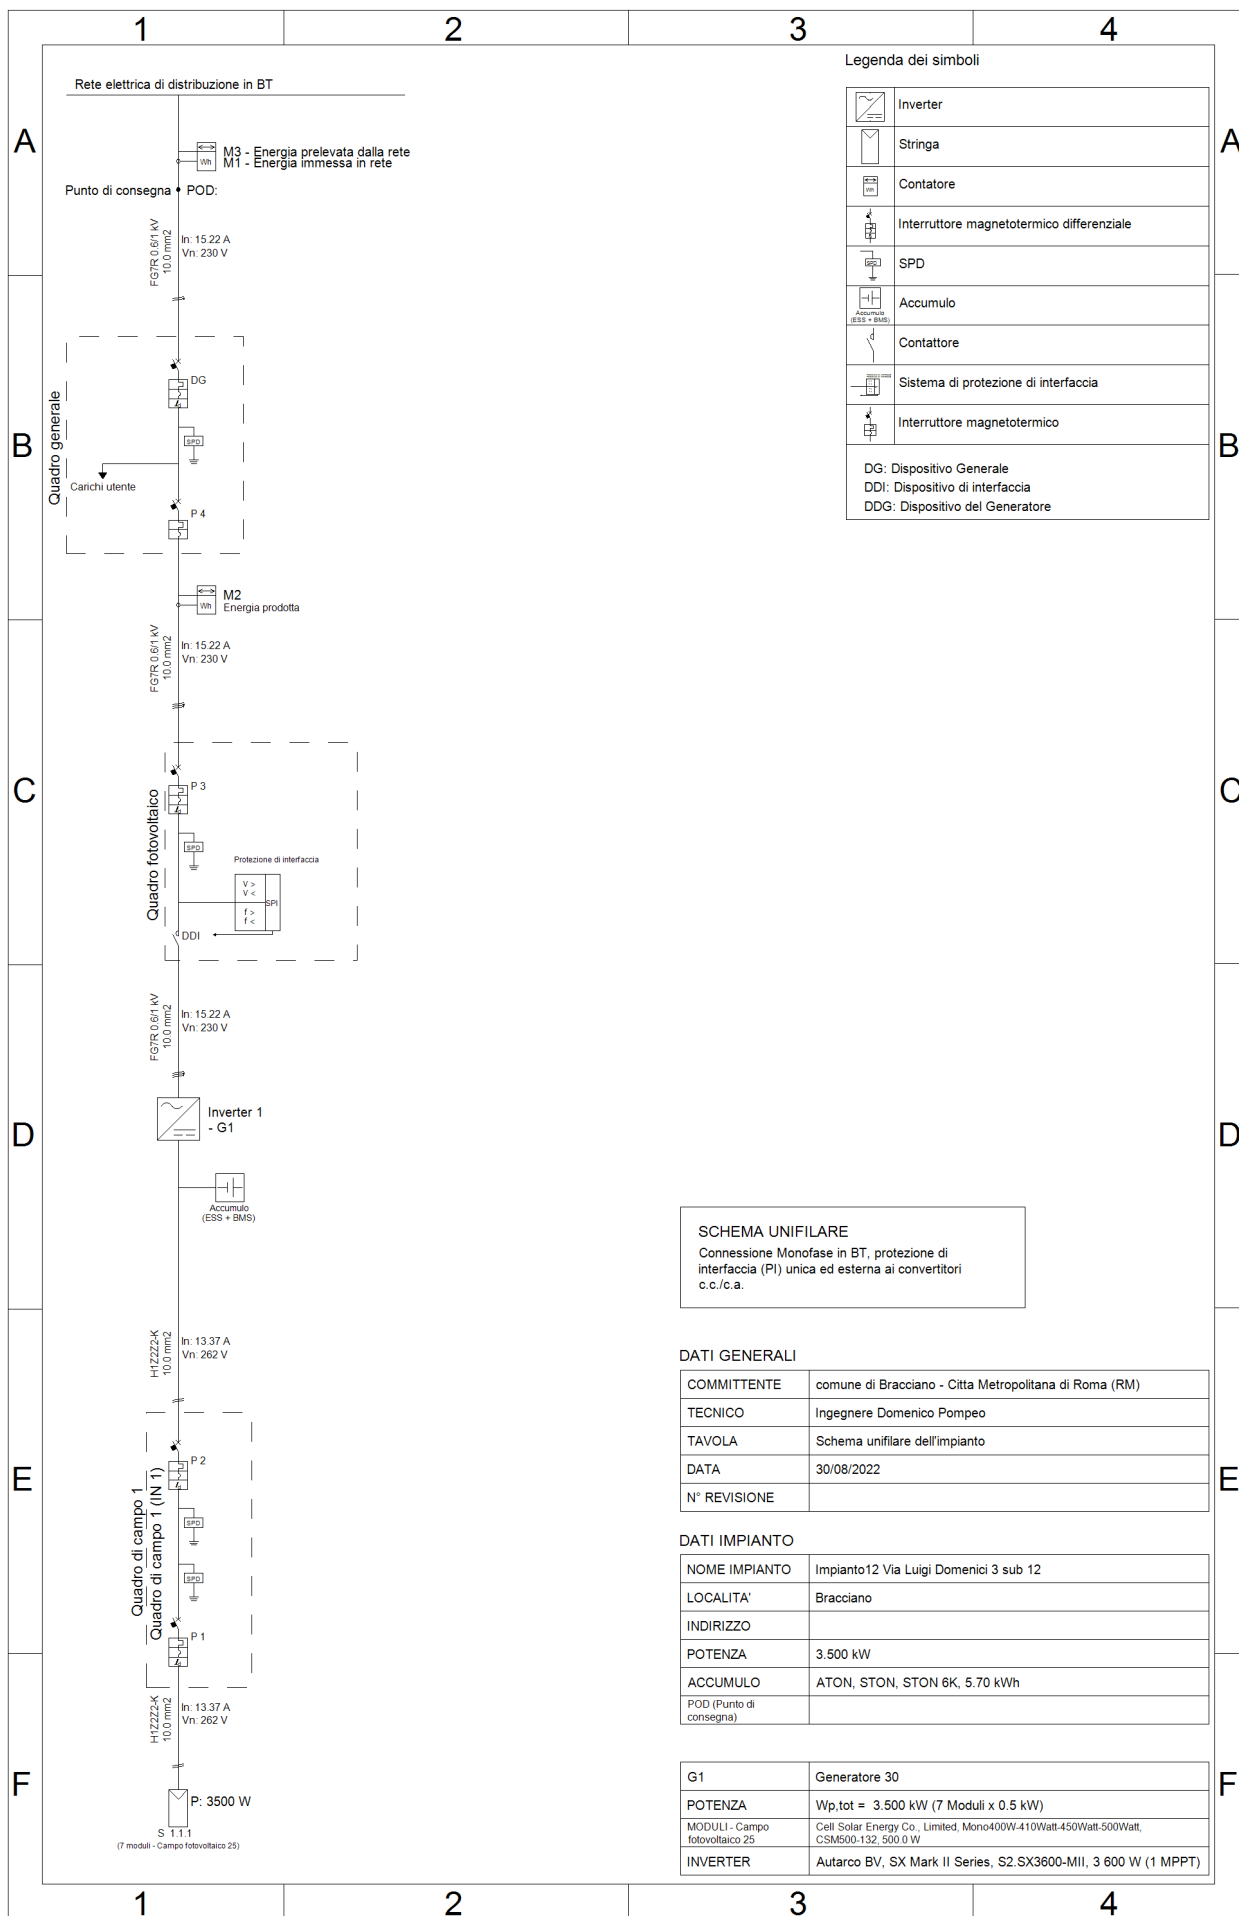 1 2 3 4
Legenda dei simboli
Rete elettrica di distribuzione in BT
A
A
Inverter
Stringa
Wh
Contatore
Interruttore magnetotermico differenziale
SPD
SPD
Accumulo
(ESS + BMS)
Accumulo
Contattore
Sistema di protezione di interfaccia
Interruttore magnetotermico
DG: Dispositivo Generale
DDI: Dispositivo di interfaccia
DDG: Dispositivo del Generatore
Wh
M3 - Energia prelevata dalla rete
M1 - Energia immessa in rete
Punto di consegna
POD:
FG7R 0.6/1 kV
10.0 mm2
In: 15.22 A
Vn: 230 V
B
B
Quadro generale
DG
SPD
Carichi utente
P 4
Wh
M2
Energia prodotta
FG7R 0.6/1 kV
10.0 mm2
In: 15.22 A
Vn: 230 V
C
C
Quadro fotovoltaico
P 3
SPD
Protezione di interfaccia
V >
V <
f >
f <
SPI
DDI
FG7R 0.6/1 kV
10.0 mm2
In: 15.22 A
Vn: 230 V
D
D
Inverter 1
- G1
Accumulo
(ESS + BMS)
SCHEMA UNIFILARE
Connessione Monofase in BT, protezione di
interfaccia (PI) unica ed esterna ai convertitori
c.c./c.a.
H1Z2Z2-K
10.0 mm2
In: 13.37 A
Vn: 262 V
E
E
Quadro di campo 1
Quadro di campo 1 (IN 1)
P 2
SPD
SPD
P 1
H1Z2Z2-K
10.0 mm2
In: 13.37 A
Vn: 262 V
F
F
P: 3500 W
S 1.1.1
(7 moduli - Campo fotovoltaico 25)
DATI GENERALI
COMMITTENTE comune di Bracciano - Citta Metropolitana di Roma (RM)
TECNICO Ingegnere Domenico Pompeo
TAVOLA Schema unifilare dell'impianto
DATA 30/08/2022
N° REVISIONE
DATI IMPIANTO
NOME IMPIANTO Impianto12 Via Luigi Domenici 3 sub 12
LOCALITA' Bracciano
INDIRIZZO
POTENZA 3.500 kW
ACCUMULO ATON, STON, STON 6K, 5.70 kWh
POD (Punto di
consegna)
G1 Generatore 30
POTENZA Wp,tot = 3.500 kW (7 Moduli x 0.5 kW)
MODULI - Campo
fotovoltaico 25
Cell Solar Energy Co., Limited, Mono400W-410Watt-450Watt-500Watt,
CSM500-132, 500.0 W
INVERTER Autarco BV, SX Mark II Series, S2.SX3600-MII, 3 600 W (1 MPPT)
1 2 3 4